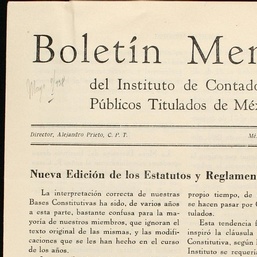 Boletín Men
del Instituto de Contado
Públicos Titulados de Mé
Director, Alejandro Prieto, C. P. T.
Nueva Edición de los Estatutos y Reglamen
La interpretación correcta de nuestras
Bases Constitutivas ha sido, de varios años
a esta parte, bastante confusa para la ma-
yoría de nuestros miembros, que ignoran el
texto original de las mismas, y las modifi-
caciones que se les han hecho en el curso
de los años.
propio tiempo, de
se hacen pasar por C
tulados.
Esta tendencia f
inspiró la cláusula
Constitutiva, según
Instituto se requerí